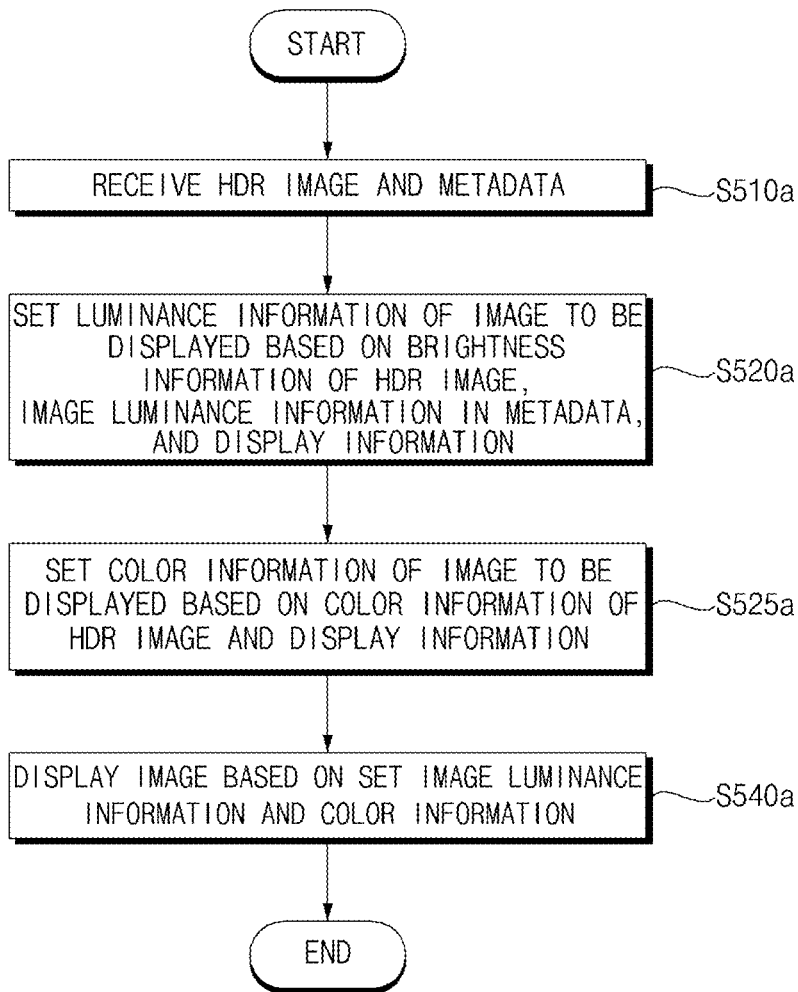 START
RECEIVE HDR IMAGE AND METADATA
S510a
SET LUMINANCE INFORMATION OF IMAGE TO BE
DISPLAYED BASED ON BRIGHTNESS
INFORMATION OF HDR IMAGE,
IMAGE LUMINANCE INFORMATION IN METADATA,
AND DISPLAY INFORMATION
S520a
SET COLOR INFORMATION OF IMAGE TO BE
DISPLAYED BASED ON COLOR INFORMATION OF
HDR IMAGE AND DISPLAY INFORMATION
S525a
DISPLAY IMAGE BASED ON SET IMAGE LUMINANCE
INFORMATION AND COLOR INFORMATION
S540a
END